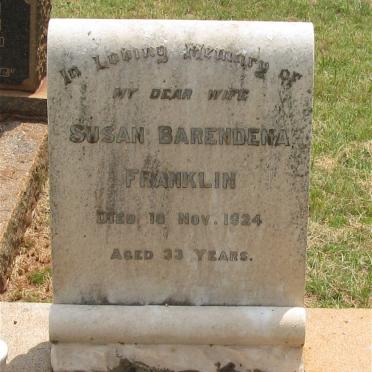 In Loving Memory of
MY DEAR WIFE
SUSAN BARENDENA
FRANKLIN
DIED 18 NOV. 1924
AGED 33 YEARS.